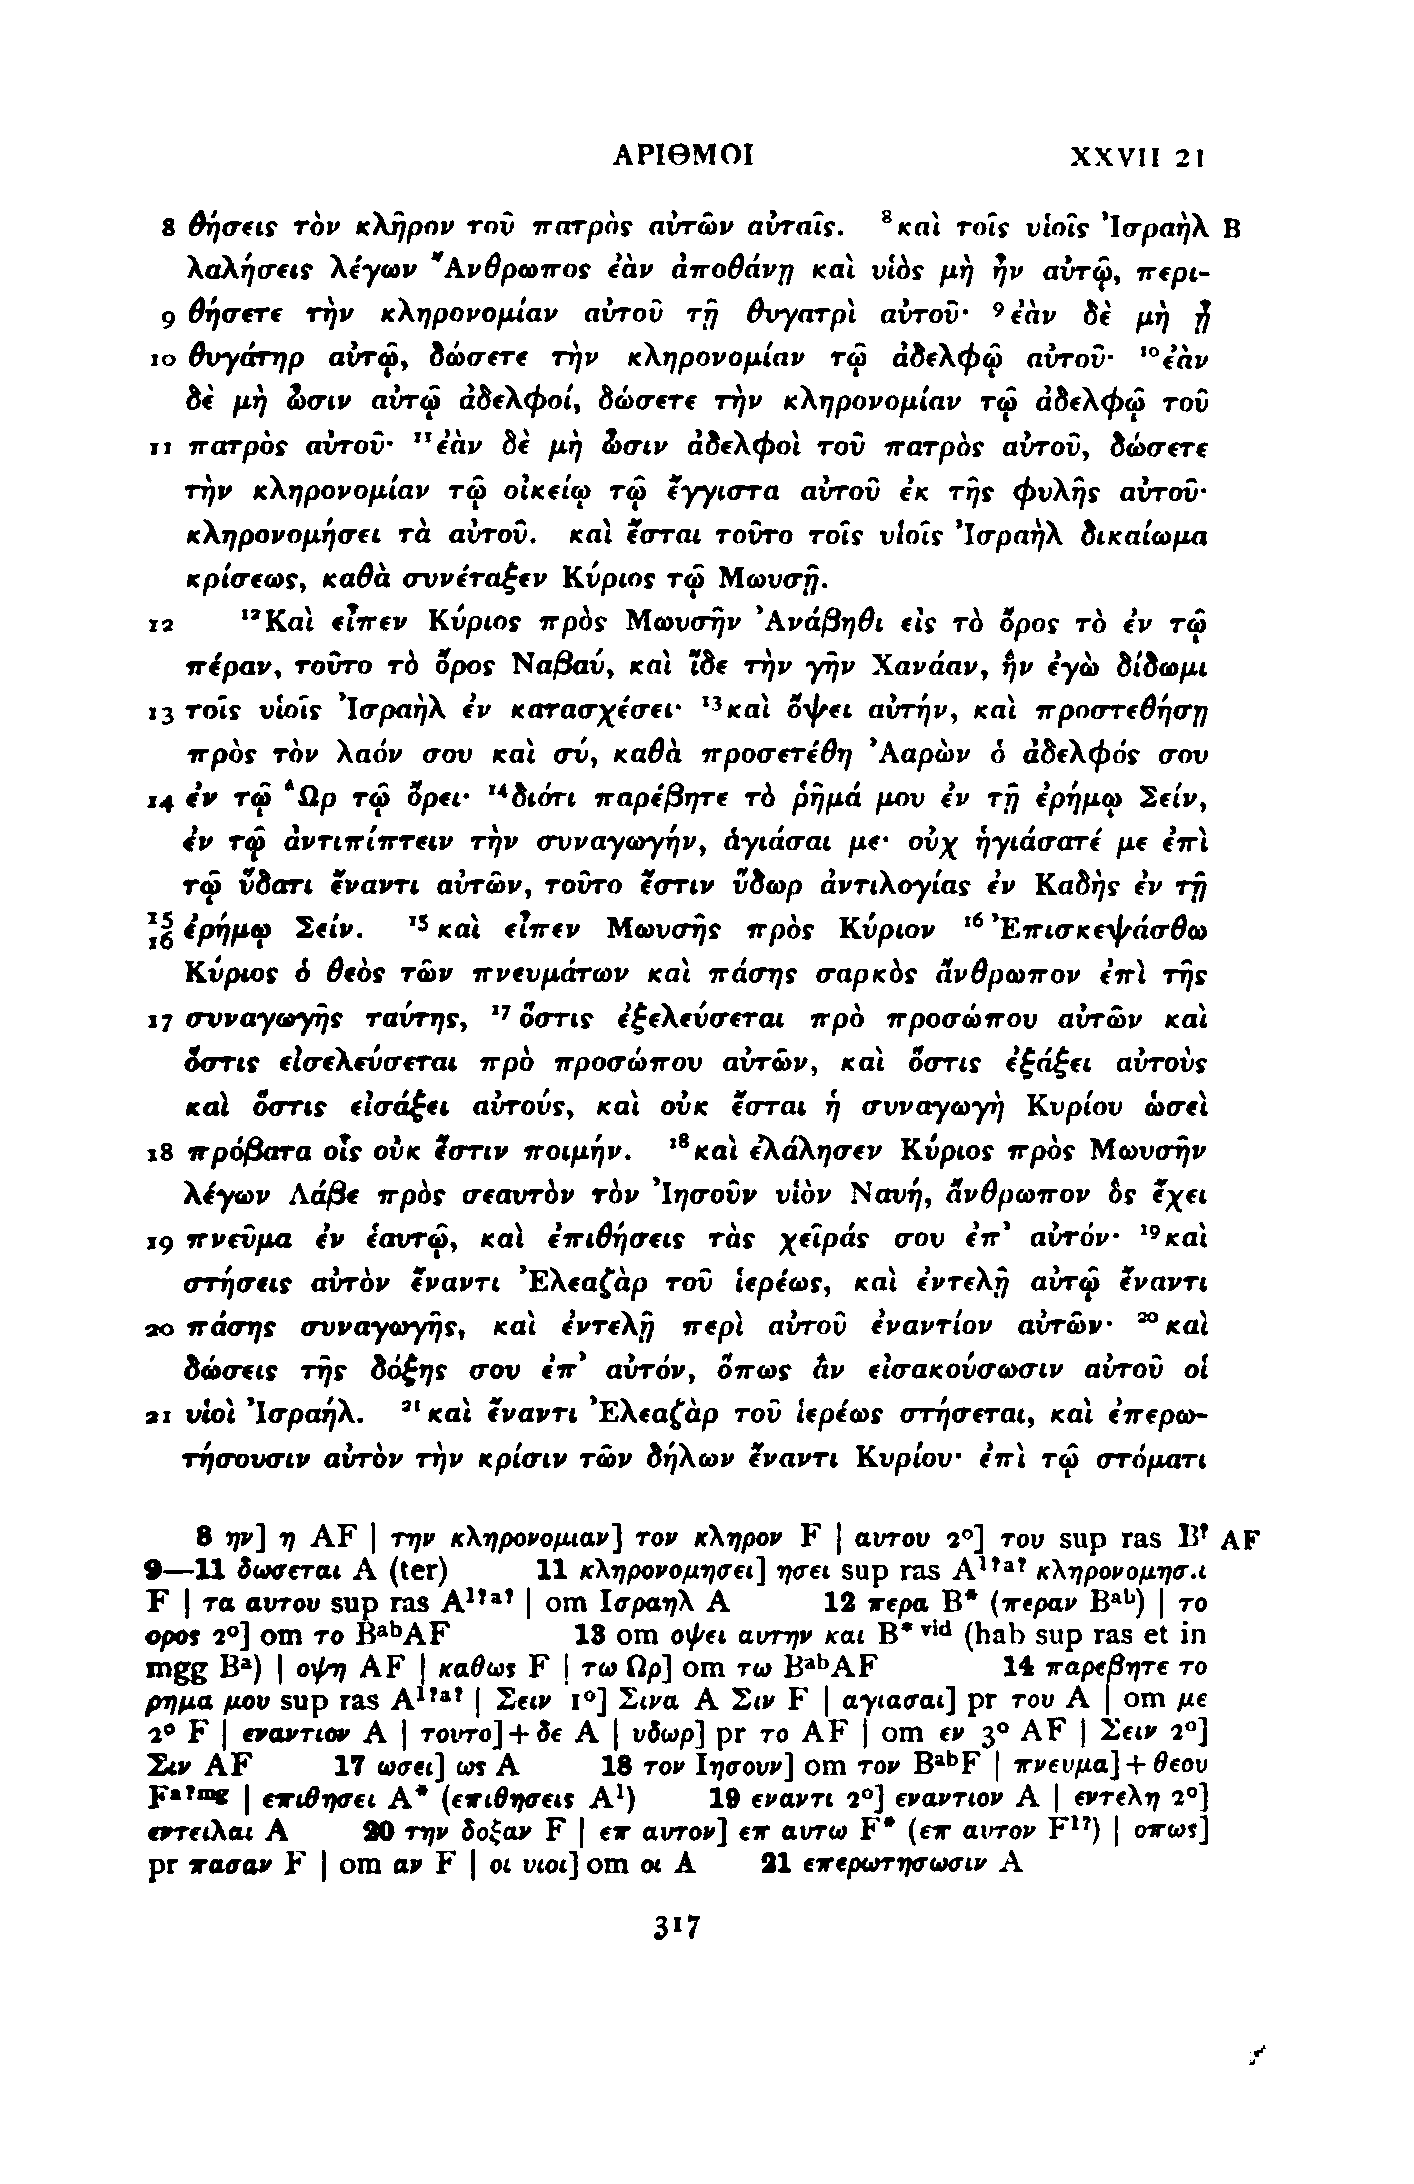 ΑΡΙΘΜΟΙ XXVII 21
8 θήσεις τὸν κλῆρον τοῦ πατρὸς αὐτῶν αὐταῖς. ⁸καὶ τοῖς υἱοῖς Ἰσραὴλ B
λαλήσεις λέγων Ἄνθρωπος ἐὰν ἀποθάνῃ καὶ υἱὸς μὴ ἦν αὐτῷ, περι-
9 θήσετε τὴν κληρονομίαν αὐτοῦ τῇ θυγατρὶ αὐτοῦ· ⁹ἐὰν δὲ μὴ ᾖ
10 θυγάτηρ αὐτῷ, δώσετε τὴν κληρονομίαν τῷ ἀδελφῷ αὐτοῦ· ¹⁰ἐὰν
δὲ μὴ ὦσιν αὐτῷ ἀδελφοί, δώσετε τὴν κληρονομίαν τῷ ἀδελφῷ τοῦ
11 πατρὸς αὐτοῦ· ¹¹ἐὰν δὲ μὴ ὦσιν ἀδελφοὶ τοῦ πατρὸς αὐτοῦ, δώσετε
τὴν κληρονομίαν τῷ οἰκείῳ τῷ ἔγγιστα αὐτοῦ ἐκ τῆς φυλῆς αὐτοῦ·
κληρονομήσει τὰ αὐτοῦ. καὶ ἔσται τοῦτο τοῖς υἱοῖς Ἰσραὴλ δικαίωμα
κρίσεως, καθὰ συνέταξεν Κύριος τῷ Μωυσῇ.
12 ¹²Καὶ εἶπεν Κύριος πρὸς Μωυσῆν Ἀνάβηθι εἰς τὸ ὄρος τὸ ἐν τῷ
πέραν, τοῦτο τὸ ὄρος Ναβαύ, καὶ ἴδε τὴν γῆν Χανάαν, ἣν ἐγὼ δίδωμι
13 τοῖς υἱοῖς Ἰσραὴλ ἐν κατασχέσει· ¹³καὶ ὄψει αὐτήν, καὶ προστεθήσῃ
πρὸς τὸν λαόν σου καὶ σύ, καθὰ προσετέθη Ἀαρὼν ὁ ἀδελφός σου
14 ἐν τῷ Ὢρ τῷ ὄρει· ¹⁴διότι παρέβητε τὸ ῥῆμά μου ἐν τῇ ἐρήμῳ Σείν,
ἐν τῷ ἀντιπίπτειν τὴν συναγωγήν, ἁγιάσαι με· οὐχ ἡγιάσατέ με ἐπὶ
τῷ ὕδατι ἔναντι αὐτῶν, τοῦτο ἔστιν ὕδωρ ἀντιλογίας ἐν Καδὴς ἐν τῇ
15 16 ἐρήμῳ Σείν. ¹⁵καὶ εἶπεν Μωυσῆς πρὸς Κύριον ¹⁶Ἐπισκεψάσθω
Κύριος ὁ θεὸς τῶν πνευμάτων καὶ πάσης σαρκὸς ἄνθρωπον ἐπὶ τῆς
17 συναγωγῆς ταύτης, ¹⁷ὅστις ἐξελεύσεται πρὸ προσώπου αὐτῶν καὶ
ὅστις εἰσελεύσεται πρὸ προσώπου αὐτῶν, καὶ ὅστις ἐξάξει αὐτοὺς
καὶ ὅστις εἰσάξει αὐτούς, καὶ οὐκ ἔσται ἡ συναγωγὴ Κυρίου ὡσεὶ
18 πρόβατα οἷς οὐκ ἔστιν ποιμήν. ¹⁸καὶ ἐλάλησεν Κύριος πρὸς Μωυσῆν
λέγων Λάβε πρὸς σεαυτὸν τὸν Ἰησοῦν υἱὸν Ναυή, ἄνθρωπον ὃς ἔχει
19 πνεῦμα ἐν ἑαυτῷ, καὶ ἐπιθήσεις τὰς χεῖράς σου ἐπ' αὐτόν· ¹⁹καὶ
στήσεις αὐτὸν ἔναντι Ἐλεαζὰρ τοῦ ἱερέως, καὶ ἐντελῇ αὐτῷ ἔναντι
20 πάσης συναγωγῆς, καὶ ἐντελῇ περὶ αὐτοῦ ἐναντίον αὐτῶν· ²⁰καὶ
δώσεις τῆς δόξης σου ἐπ' αὐτόν, ὅπως ἂν εἰσακούσωσιν αὐτοῦ οἱ
21 υἱοὶ Ἰσραήλ. ²¹καὶ ἔναντι Ἐλεαζὰρ τοῦ ἱερέως στήσεται, καὶ ἐπερω-
τήσουσιν αὐτὸν τὴν κρίσιν τῶν δήλων ἔναντι Κυρίου· ἐπὶ τῷ στόματι
8 ην] η AF | την κληρονομιαν] τον κληρον F | αυτου 2°] του sup ras B? AF
9—11 δωσεται A (ter) 11 κληρονομησει] ησει sup ras A¹?ᵃ? κληρονομησ.ι
F | τα αυτου sup ras A¹?ᵃ? | om Ισραηλ A 12 περα B* (περαν Bᵃᵇ) | το
ορος 2°] om το BᵃᵇAF 13 om οψει αυτην και B* ᵛⁱᵈ (hab sup ras et in
mgg Bᵃ) | οψη AF | καθως F | τω Ωρ] om τω BᵃᵇAF 14 παρεβητε το
ρημα μου sup ras A¹?ᵃ? | Σειν 1°] Σινα A Σιν F | αγιασαι] pr του A | om με
2° F | εναντιον A | τουτο]+δε A | υδωρ] pr το AF | om εν 3° AF | Σειν 2°]
Σιν AF 17 ωσει] ως A 18 τον Ιησουν] om τον BᵃᵇF | πνευμα]+θεου
Fᵃ?ᵐᵍ | επιθησει A* (επιθησεις A¹) 19 εναντι 2°] εναντιον A | εντελη 2°]
εντειλαι A 20 την δοξαν F | επ αυτον] επ αυτω F* (επ αυτον F¹?) | οπως]
pr πασαν F | om αν F | οι υιοι] om οι A 21 επερωτησωσιν A
317